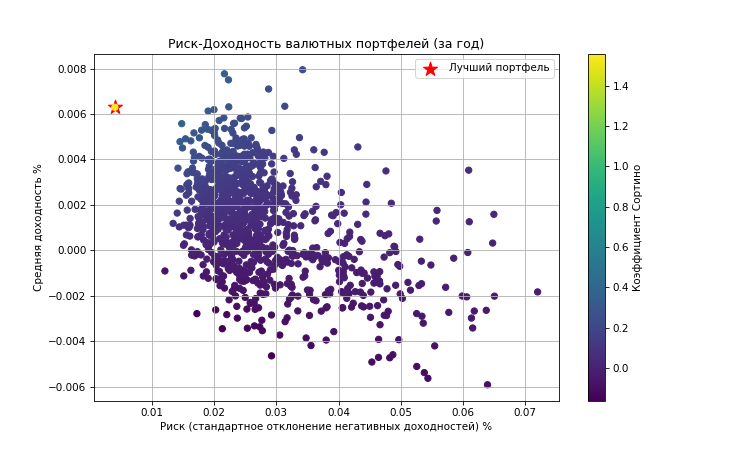 Риск-Доходность валютных портфелей (за год)
Лучший портфель
0.008
0.006
0.004
0.002
0.000
−0.002
−0.004
−0.006
Средняя доходность %
0.01 0.02 0.03 0.04 0.05 0.06 0.07
Риск (стандартное отклонение негативных доходностей) %
1.4
1.2
1.0
0.8
0.6
0.4
0.2
0.0
Коэффициент Сортино